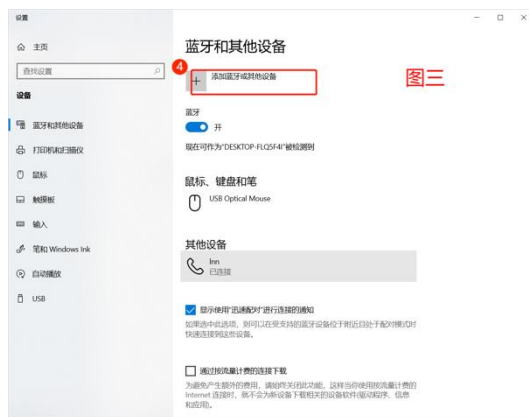 设置
主页
查找设置
设备
蓝牙和其他设备
打印机和扫描仪
鼠标
触摸板
输入
笔和 Windows Ink
自动播放
USB
蓝牙和其他设备
4
添加蓝牙或其他设备
图三
蓝牙
开
现在可作为"DESKTOP-FLQ5F4I"被检测到
鼠标、键盘和笔
USB Optical Mouse
其他设备
Inn
已连接
显示使用"迅速配对"进行连接的通知
如果选中此选项，则可以在受支持的蓝牙设备位于附近且处于配对模式时
快速连接到这些设备。
通过按流量计费的连接下载
为避免产生额外的费用，请始终关闭此功能，这样当你使用按流量计费的
Internet 连接时，就不会为新设备下载相关的设备软件(驱动程序、信息
和应用)。